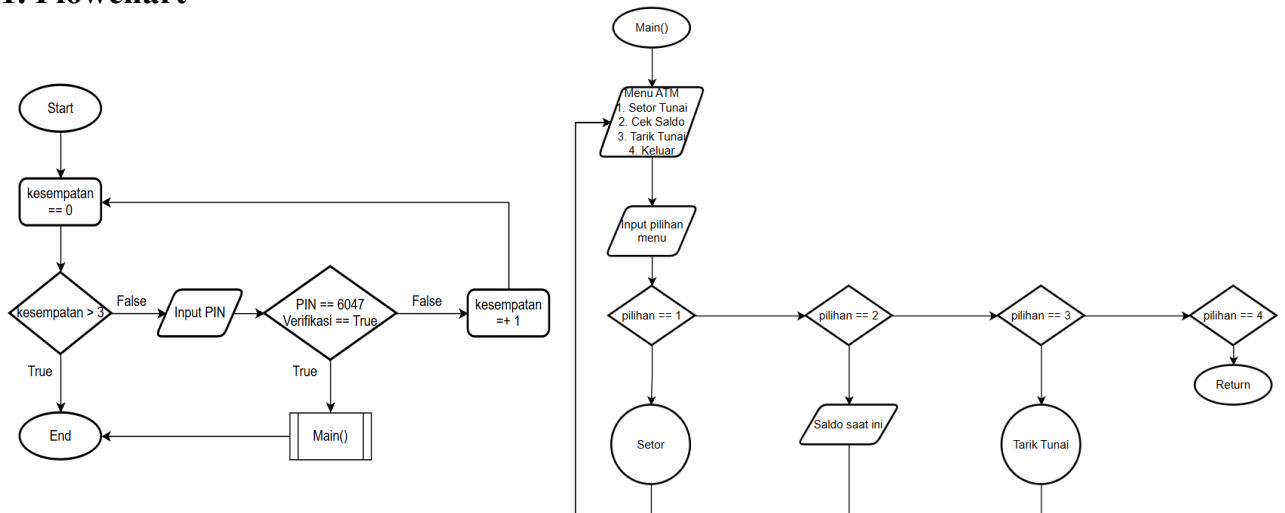 1. Flowchart
Start
kesempatan
== 0
kesempatan > 3
False
True
Input PIN
PIN == 6047
Verifikasi == True
False
True
kesempatan
=+ 1
End
Main()
Main()
Menu ATM
1. Setor Tunai
2. Cek Saldo
3. Tarik Tunai
4. Keluar
Input pilihan
menu
pilihan == 1
pilihan == 2
pilihan == 3
pilihan == 4
Setor
Saldo saat ini
Tarik Tunai
Return